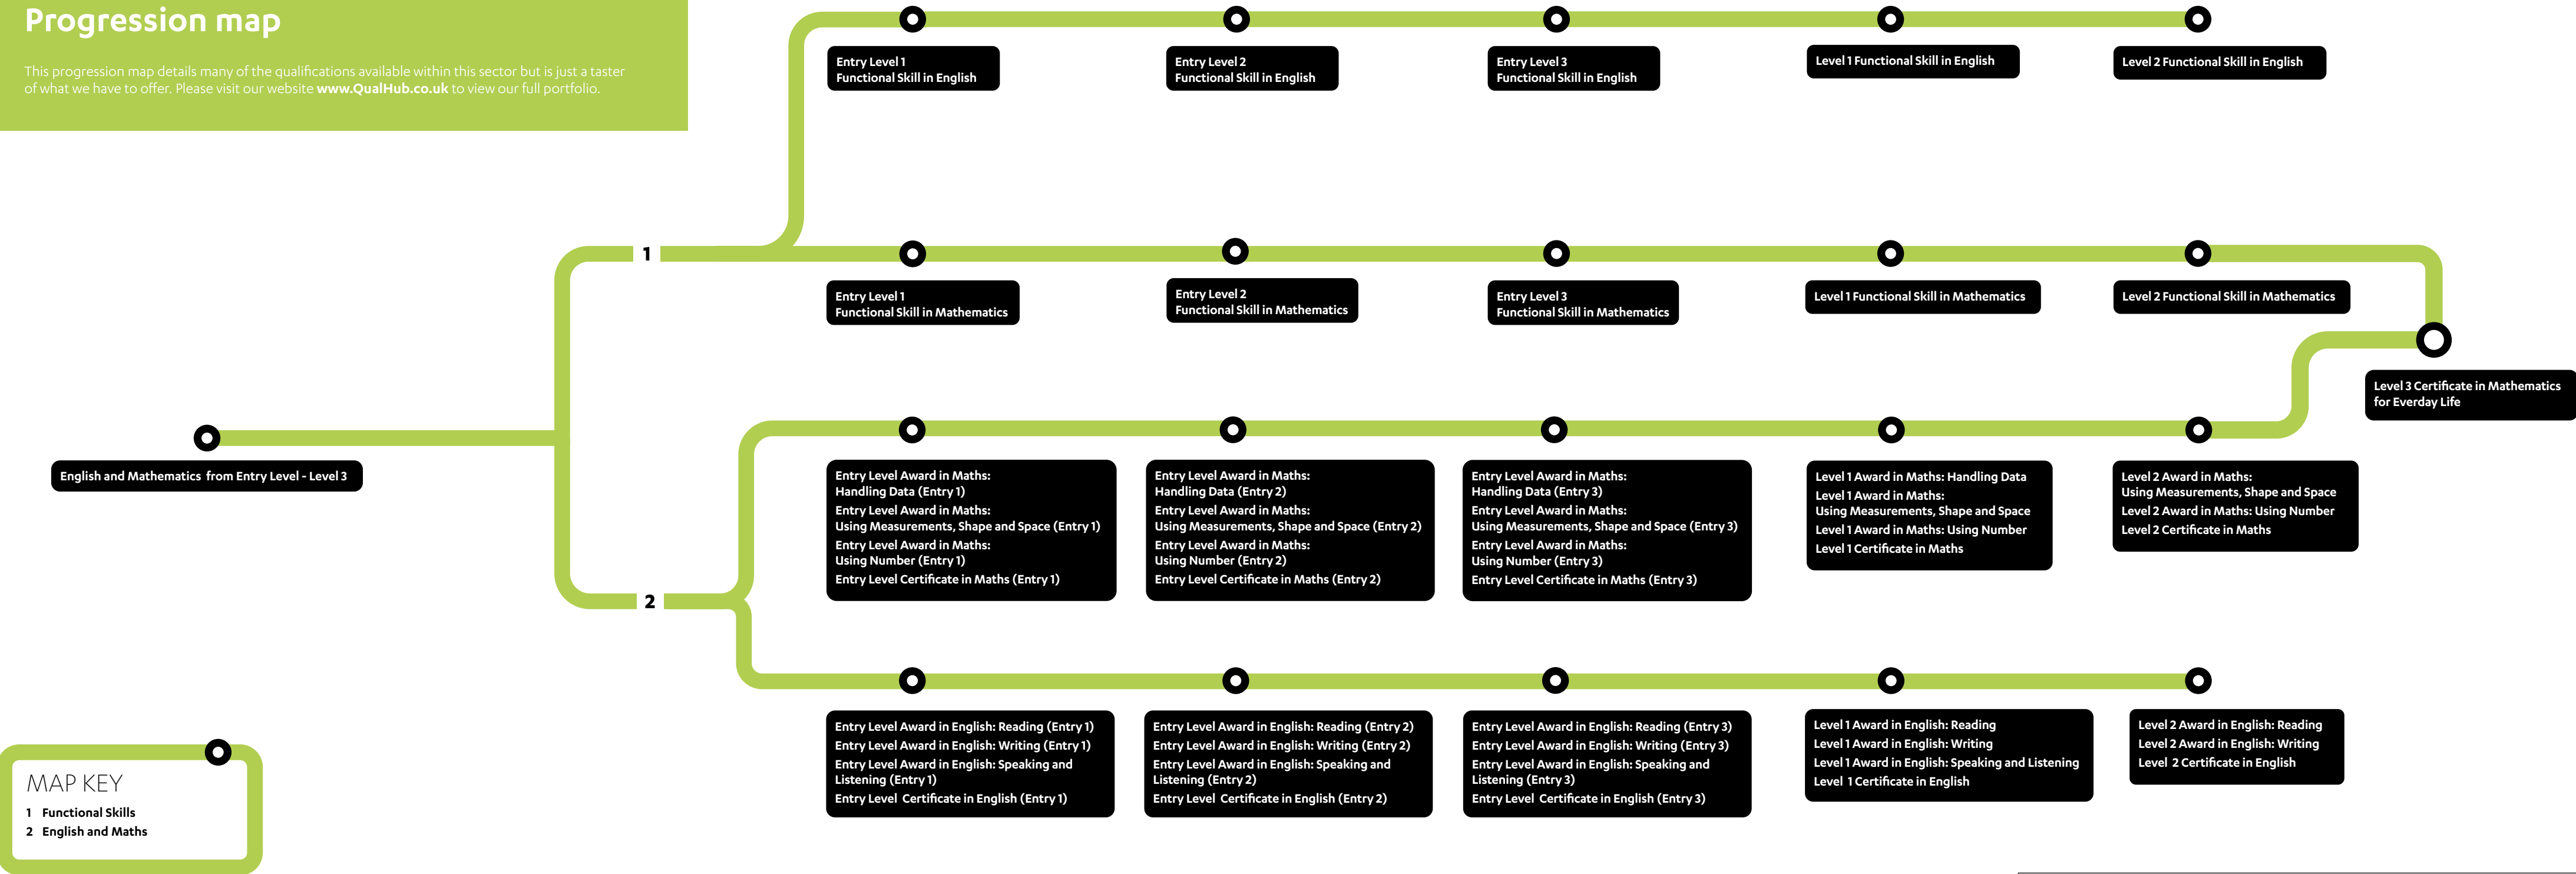 Progression map
This progression map details many of the qualifications available within this sector but is just a taster
of what we have to offer. Please visit our website www.QualHub.co.uk to view our full portfolio.
Entry Level 1
Functional Skill in English
Entry Level 2
Functional Skill in English
Entry Level 3
Functional Skill in English
Level 1 Functional Skill in English
Level 2 Functional Skill in English
1
Entry Level 1
Functional Skill in Mathematics
Entry Level 2
Functional Skill in Mathematics
Entry Level 3
Functional Skill in Mathematics
Level 1 Functional Skill in Mathematics
Level 2 Functional Skill in Mathematics
Level 3 Certificate in Mathematics
for Everday Life
English and Mathematics from Entry Level - Level 3
Entry Level Award in Maths:
Handling Data (Entry 1)
Entry Level Award in Maths:
Using Measurements, Shape and Space (Entry 1)
Entry Level Award in Maths:
Using Number (Entry 1)
Entry Level Certificate in Maths (Entry 1)
Entry Level Award in Maths:
Handling Data (Entry 2)
Entry Level Award in Maths:
Using Measurements, Shape and Space (Entry 2)
Entry Level Award in Maths:
Using Number (Entry 2)
Entry Level Certificate in Maths (Entry 2)
Entry Level Award in Maths:
Handling Data (Entry 3)
Entry Level Award in Maths:
Using Measurements, Shape and Space (Entry 3)
Entry Level Award in Maths:
Using Number (Entry 3)
Entry Level Certificate in Maths (Entry 3)
Level 1 Award in Maths: Handling Data
Level 1 Award in Maths:
Using Measurements, Shape and Space
Level 1 Award in Maths: Using Number
Level 1 Certificate in Maths
Level 2 Award in Maths:
Using Measurements, Shape and Space
Level 2 Award in Maths: Using Number
Level 2 Certificate in Maths
2
Entry Level Award in English: Reading (Entry 1)
Entry Level Award in English: Writing (Entry 1)
Entry Level Award in English: Speaking and
Listening (Entry 1)
Entry Level Certificate in English (Entry 1)
Entry Level Award in English: Reading (Entry 2)
Entry Level Award in English: Writing (Entry 2)
Entry Level Award in English: Speaking and
Listening (Entry 2)
Entry Level Certificate in English (Entry 2)
Entry Level Award in English: Reading (Entry 3)
Entry Level Award in English: Writing (Entry 3)
Entry Level Award in English: Speaking and
Listening (Entry 3)
Entry Level Certificate in English (Entry 3)
Level 1 Award in English: Reading
Level 1 Award in English: Writing
Level 1 Award in English: Speaking and Listening
Level 1 Certificate in English
Level 2 Award in English: Reading
Level 2 Award in English: Writing
Level 2 Certificate in English
MAP KEY
1 Functional Skills
2 English and Maths